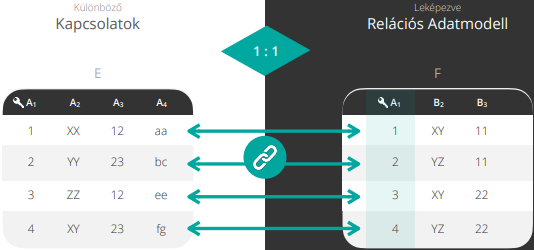 Különböző
Kapcsolatok
Leképezve
Relációs Adatmodell
1 : 1
E
F
A₁ A₂ A₃ A₄
1 XX 12 aa
2 YY 23 bc
3 ZZ 12 ee
4 XY 23 fg
A₁ B₂ B₃
1 XY 11
2 YZ 11
3 XY 22
4 YZ 22